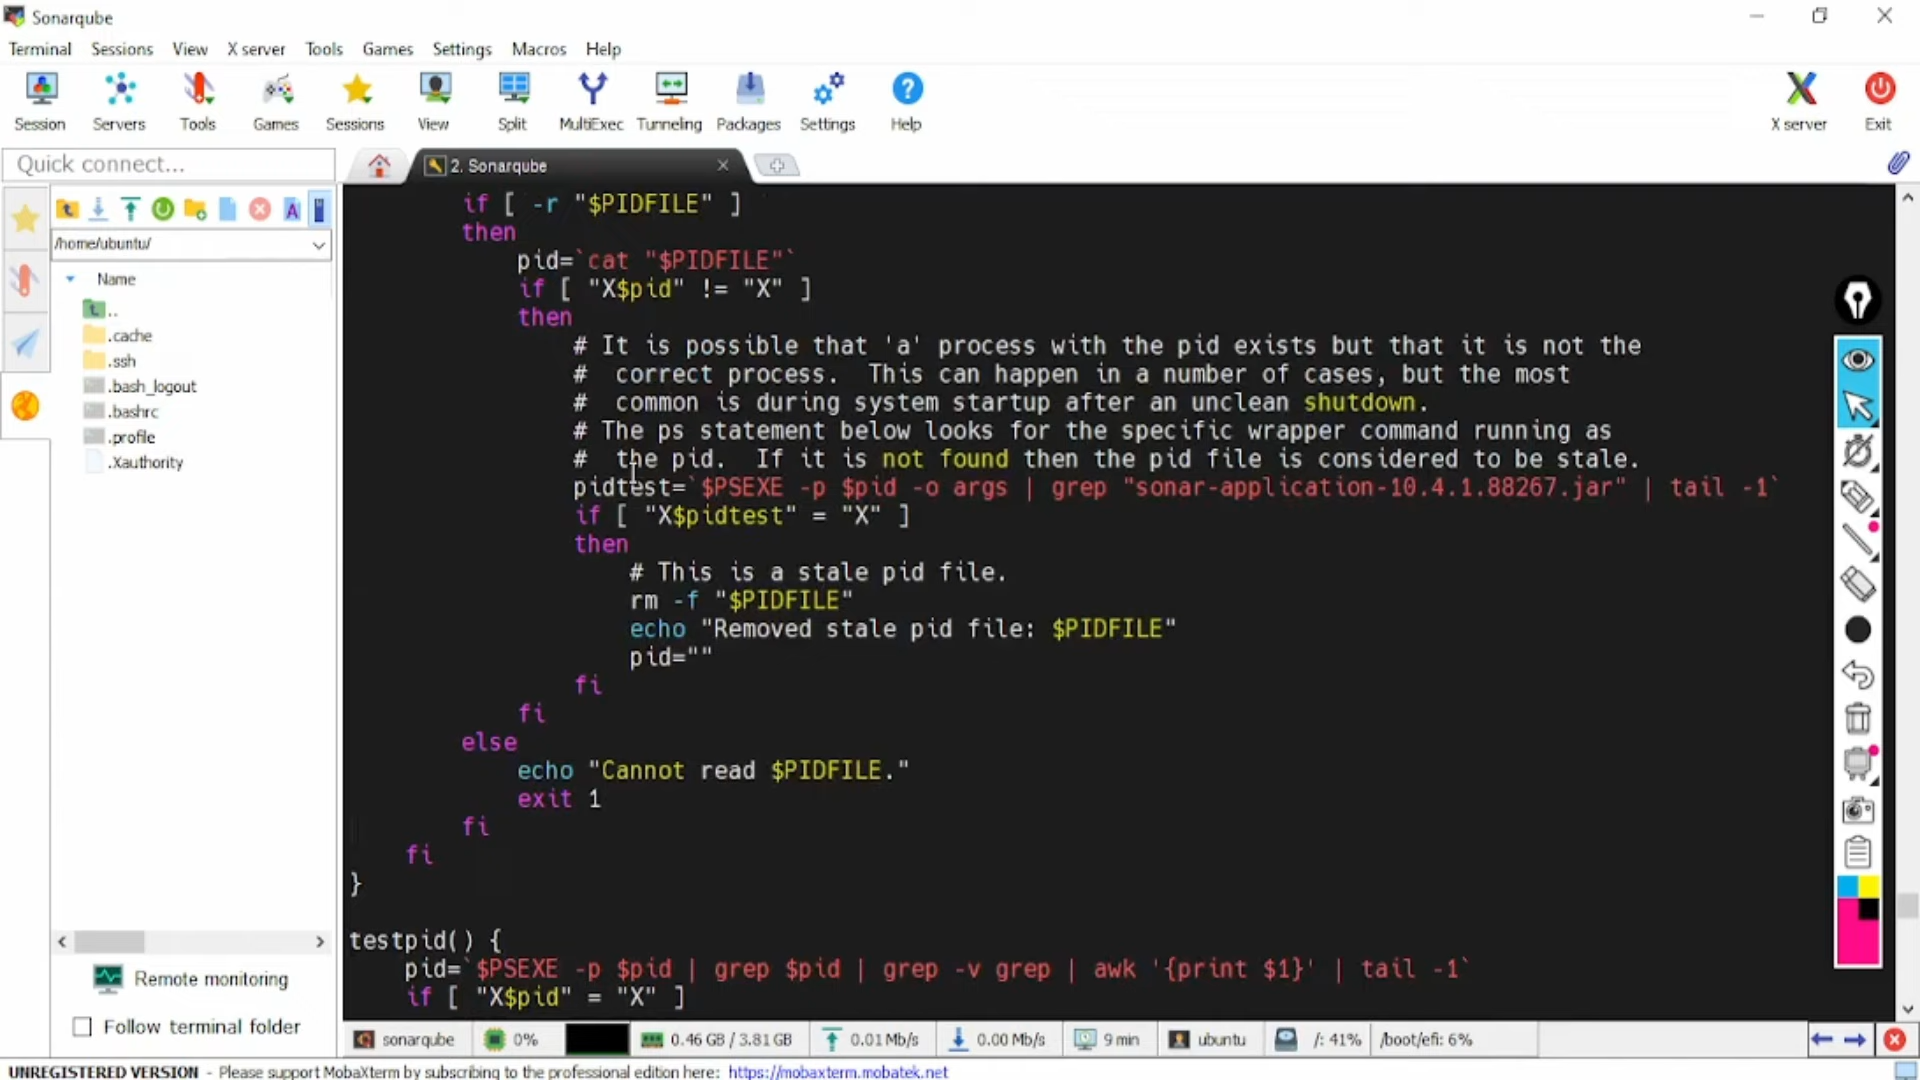 Sonarqube
Terminal Sessions View X server Tools Games Settings Macros Help
Session Servers Tools Games Sessions View Split MultiExec Tunneling Packages Settings Help X server Exit
Quick connect...
2. Sonarqube
/home/ubuntu/
Name
..
.cache
.ssh
.bash_logout
.bashrc
.profile
.Xauthority
Remote monitoring
Follow terminal folder
if [ -r "$PIDFILE" ]
then
pid=`cat "$PIDFILE"`
if [ "X$pid" != "X" ]
then
# It is possible that 'a' process with the pid exists but that it is not the
#  correct process.  This can happen in a number of cases, but the most
#  common is during system startup after an unclean shutdown.
# The ps statement below looks for the specific wrapper command running as
#  the pid.  If it is not found then the pid file is considered to be stale.
pidtest=`$PSEXE -p $pid -o args | grep "sonar-application-10.4.1.88267.jar" | tail -1`
if [ "X$pidtest" = "X" ]
then
# This is a stale pid file.
rm -f "$PIDFILE"
echo "Removed stale pid file: $PIDFILE"
pid=""
fi
fi
else
echo "Cannot read $PIDFILE."
exit 1
fi
fi
}
testpid() {
pid=`$PSEXE -p $pid | grep $pid | grep -v grep | awk '{print $1}' | tail -1`
if [ "X$pid" = "X" ]
sonarqube 0% 0.46 GB / 3.81 GB 0.01 Mb/s 0.00 Mb/s 9 min ubuntu /: 41% /boot/efi: 6%
UNREGISTERED VERSION - Please support MobaXterm by subscribing to the professional edition here: https://mobaxterm.mobatek.net